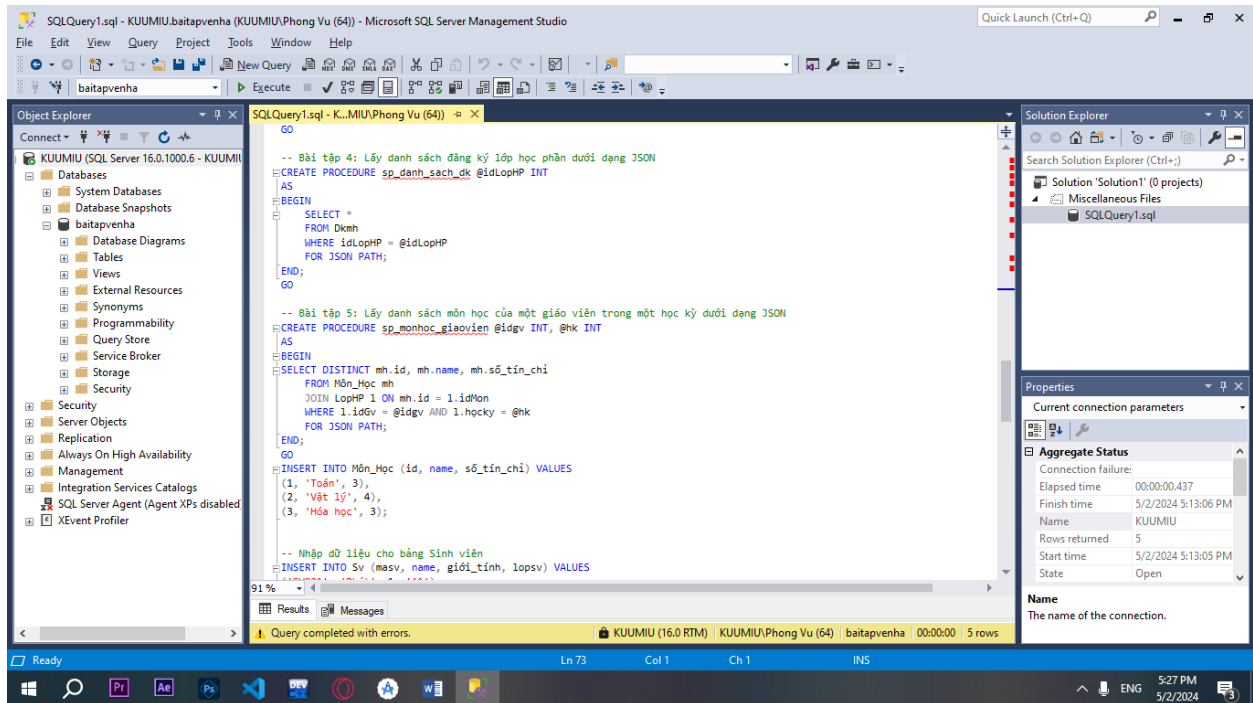 SQLQuery1.sql - KUUMIU.baitapvenha (KUUMIU\Phong Vu (64)) - Microsoft SQL Server Management Studio
Quick Launch (Ctrl+Q)
File Edit View Query Project Tools Window Help
New Query
MDX DMX XMLA DAX
baitapvenha
Execute
Object Explorer
Connect
KUUMIU (SQL Server 16.0.1000.6 - KUUMIU
Databases
System Databases
Database Snapshots
baitapvenha
Database Diagrams
Tables
Views
External Resources
Synonyms
Programmability
Query Store
Service Broker
Storage
Security
Security
Server Objects
Replication
Always On High Availability
Management
Integration Services Catalogs
SQL Server Agent (Agent XPs disabled
XEvent Profiler
SQLQuery1.sql - K...MIU\Phong Vu (64))
GO
-- Bài tập 4: Lấy danh sách đăng ký lớp học phần dưới dạng JSON
CREATE PROCEDURE sp_danh_sach_dk @idLopHP INT
AS
BEGIN
SELECT *
FROM Dkmh
WHERE idLopHP = @idLopHP
FOR JSON PATH;
END;
GO
-- Bài tập 5: Lấy danh sách môn học của một giáo viên trong một học kỳ dưới dạng JSON
CREATE PROCEDURE sp_monhoc_giaovien @idgv INT, @hk INT
AS
BEGIN
SELECT DISTINCT mh.id, mh.name, mh.số_tín_chỉ
FROM Môn_Học mh
JOIN LopHP l ON mh.id = l.idMon
WHERE l.idGv = @idgv AND l.họcky = @hk
FOR JSON PATH;
END;
GO
INSERT INTO Môn_Học (id, name, số_tín_chỉ) VALUES
(1, 'Toán', 3),
(2, 'Vật lý', 4),
(3, 'Hóa học', 3);
-- Nhập dữ liệu cho bảng Sinh viên
INSERT INTO Sv (masv, name, giới_tính, lopsv) VALUES
91 %
Results
Messages
Query completed with errors.
KUUMIU (16.0 RTM)
KUUMIU\Phong Vu (64)
baitapvenha
00:00:00
5 rows
Solution Explorer
Search Solution Explorer (Ctrl+;)
Solution 'Solution1' (0 projects)
Miscellaneous Files
SQLQuery1.sql
Properties
Current connection parameters
Aggregate Status
Connection failure:
Elapsed time 00:00:00.437
Finish time 5/2/2024 5:13:06 PM
Name KUUMIU
Rows returned 5
Start time 5/2/2024 5:13:05 PM
State Open
Name
The name of the connection.
Ready
Ln 73
Col 1
Ch 1
INS
Pr
Ae
Ps
DEV
ENG
5:27 PM
5/2/2024
3